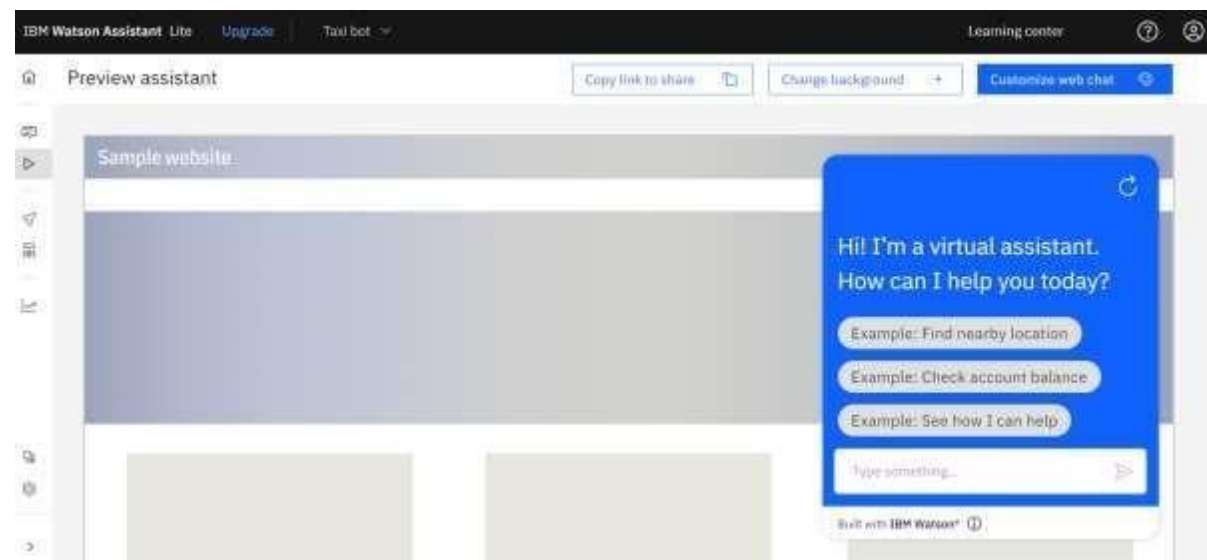 IBM Watson Assistant Lite Upgrade Taxi bot Learning center
Preview assistant Copy link to share Change background + Customize web chat
Sample website
Hi! I'm a virtual assistant.
How can I help you today?
Example: Find nearby location
Example: Check account balance
Example: See how I can help
Type something...
Built with IBM Watson®